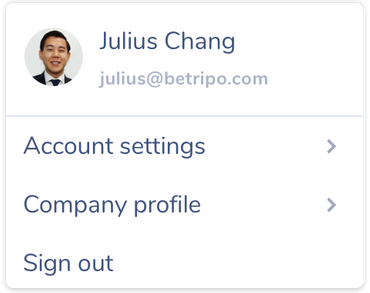 Julius Chang
julius@betripo.com
Account settings
Company profile
Sign out